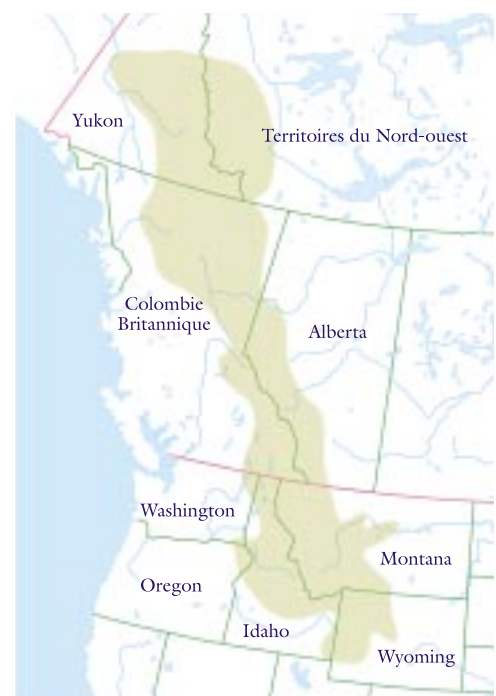 Yukon
Territoires du Nord-ouest
Colombie
Britannique
Alberta
Washington
Montana
Oregon
Idaho
Wyoming